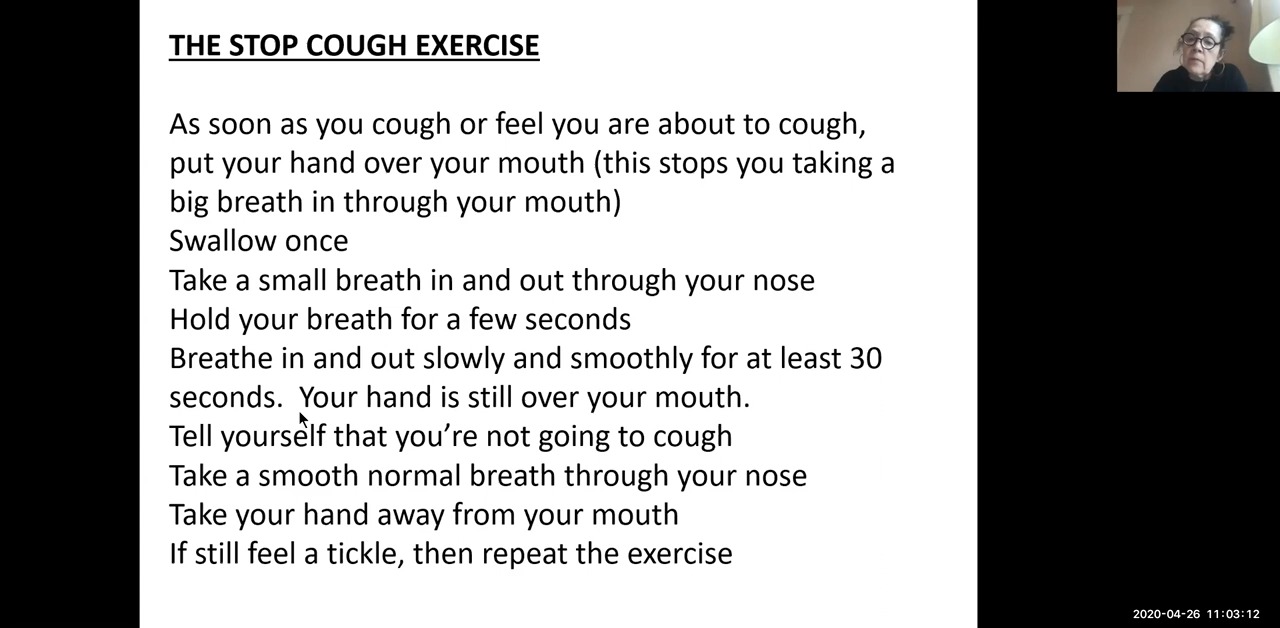 THE STOP COUGH EXERCISE
As soon as you cough or feel you are about to cough,
put your hand over your mouth (this stops you taking a
big breath in through your mouth)
Swallow once
Take a small breath in and out through your nose
Hold your breath for a few seconds
Breathe in and out slowly and smoothly for at least 30
seconds.  Your hand is still over your mouth.
Tell yourself that you’re not going to cough
Take a smooth normal breath through your nose
Take your hand away from your mouth
If still feel a tickle, then repeat the exercise
2020-04-26 11:03:12